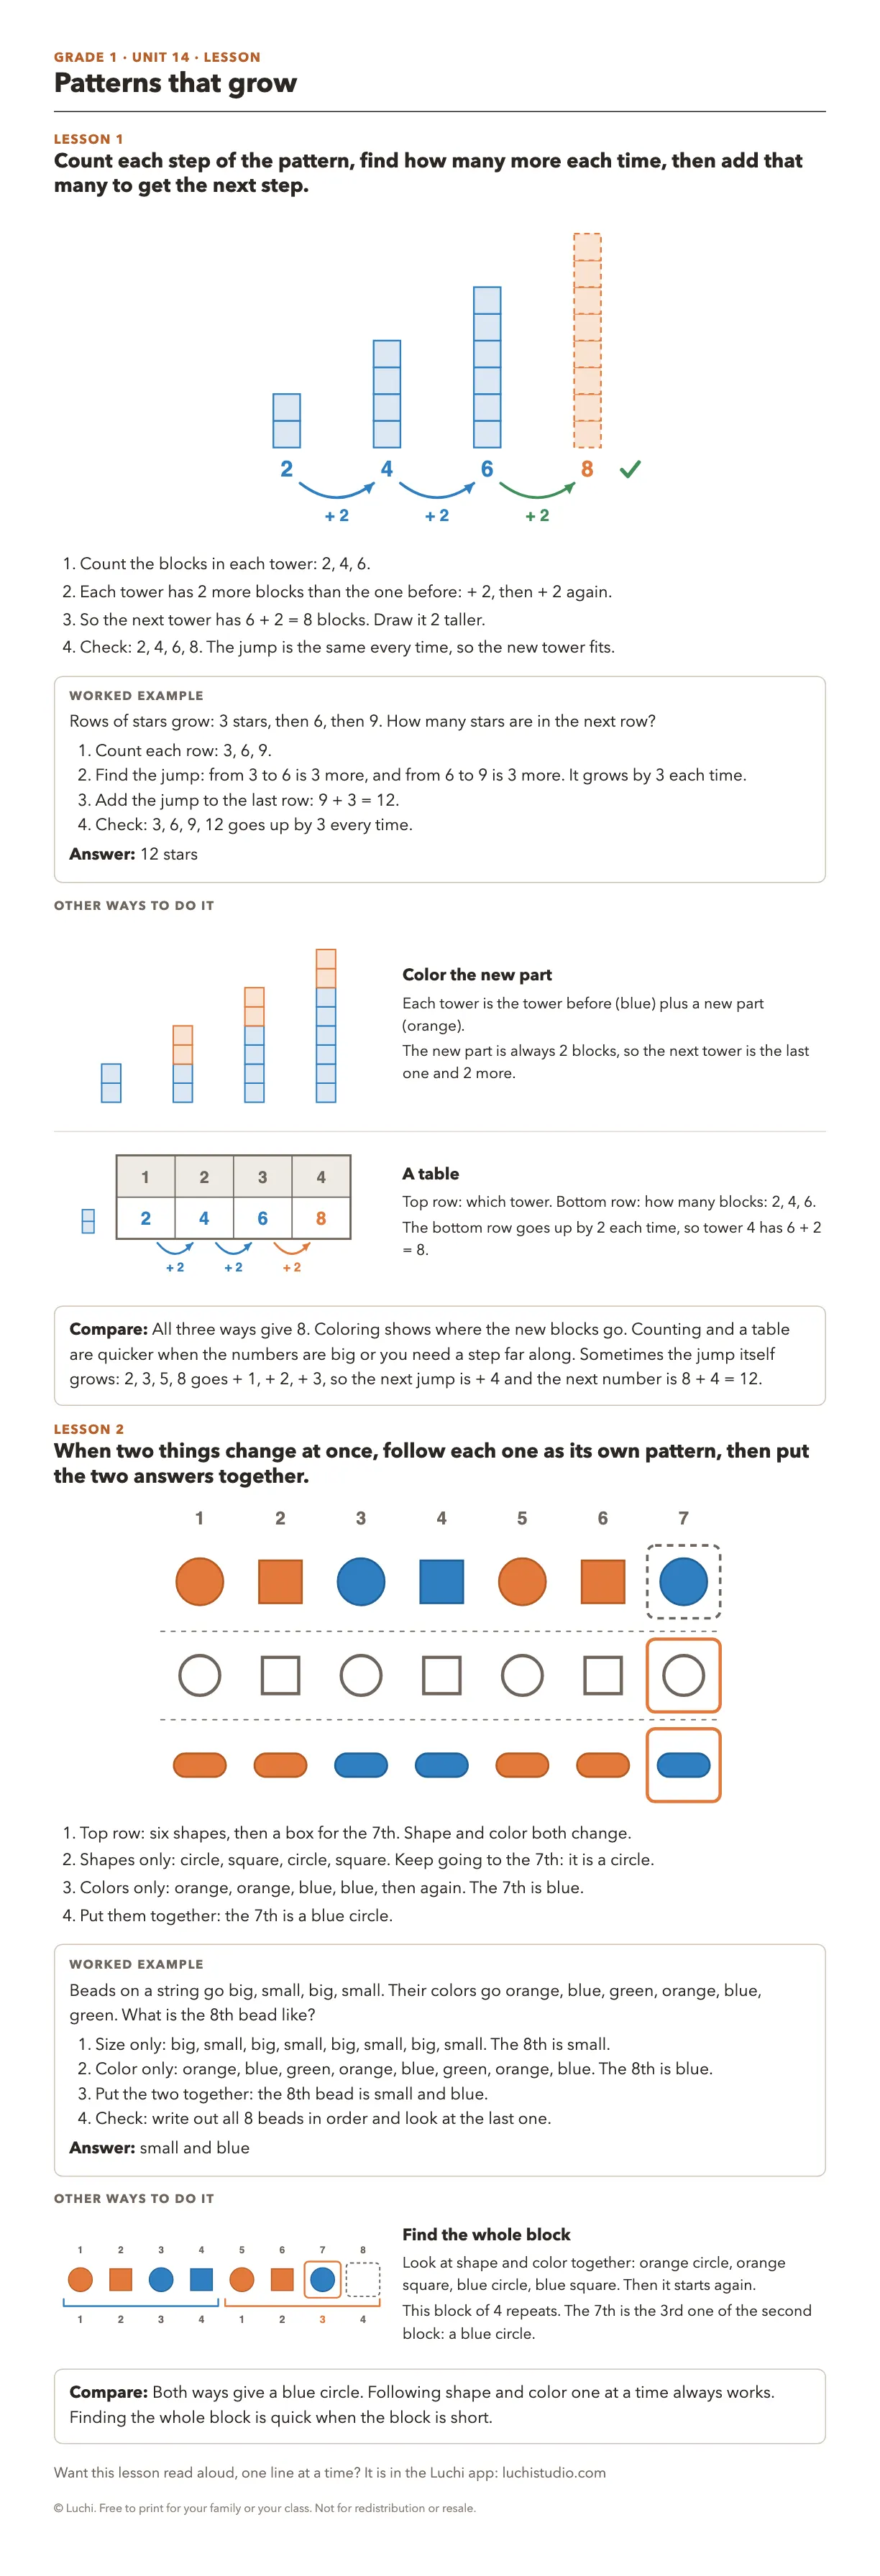 GRADE 1 · UNIT 14 · LESSON
Patterns that grow
LESSON 1
Count each step of the pattern, find how many more each time, then add that
many to get the next step.
2 4 6 8
+ 2 + 2 + 2
1. Count the blocks in each tower: 2, 4, 6.
2. Each tower has 2 more blocks than the one before: + 2, then + 2 again.
3. So the next tower has 6 + 2 = 8 blocks. Draw it 2 taller.
4. Check: 2, 4, 6, 8. The jump is the same every time, so the new tower fits.
WORKED EXAMPLE
Rows of stars grow: 3 stars, then 6, then 9. How many stars are in the next row?
1. Count each row: 3, 6, 9.
2. Find the jump: from 3 to 6 is 3 more, and from 6 to 9 is 3 more. It grows by 3 each time.
3. Add the jump to the last row: 9 + 3 = 12.
4. Check: 3, 6, 9, 12 goes up by 3 every time.
Answer: 12 stars
OTHER WAYS TO DO IT
Color the new part
Each tower is the tower before (blue) plus a new part
(orange).
The new part is always 2 blocks, so the next tower is the last
one and 2 more.
1 2 3 4
2 4 6 8
+ 2 + 2 + 2
A table
Top row: which tower. Bottom row: how many blocks: 2, 4, 6.
The bottom row goes up by 2 each time, so tower 4 has 6 + 2
= 8.
Compare: All three ways give 8. Coloring shows where the new blocks go. Counting and a table
are quicker when the numbers are big or you need a step far along. Sometimes the jump itself
grows: 2, 3, 5, 8 goes + 1, + 2, + 3, so the next jump is + 4 and the next number is 8 + 4 = 12.
LESSON 2
When two things change at once, follow each one as its own pattern, then put
the two answers together.
1 2 3 4 5 6 7
1. Top row: six shapes, then a box for the 7th. Shape and color both change.
2. Shapes only: circle, square, circle, square. Keep going to the 7th: it is a circle.
3. Colors only: orange, orange, blue, blue, then again. The 7th is blue.
4. Put them together: the 7th is a blue circle.
WORKED EXAMPLE
Beads on a string go big, small, big, small. Their colors go orange, blue, green, orange, blue,
green. What is the 8th bead like?
1. Size only: big, small, big, small, big, small, big, small. The 8th is small.
2. Color only: orange, blue, green, orange, blue, green, orange, blue. The 8th is blue.
3. Put the two together: the 8th bead is small and blue.
4. Check: write out all 8 beads in order and look at the last one.
Answer: small and blue
OTHER WAYS TO DO IT
1 2 3 4 5 6 7 8
1 2 3 4 1 2 3 4
Find the whole block
Look at shape and color together: orange circle, orange
square, blue circle, blue square. Then it starts again.
This block of 4 repeats. The 7th is the 3rd one of the second
block: a blue circle.
Compare: Both ways give a blue circle. Following shape and color one at a time always works.
Finding the whole block is quick when the block is short.
Want this lesson read aloud, one line at a time? It is in the Luchi app: luchistudio.com
© Luchi. Free to print for your family or your class. Not for redistribution or resale.